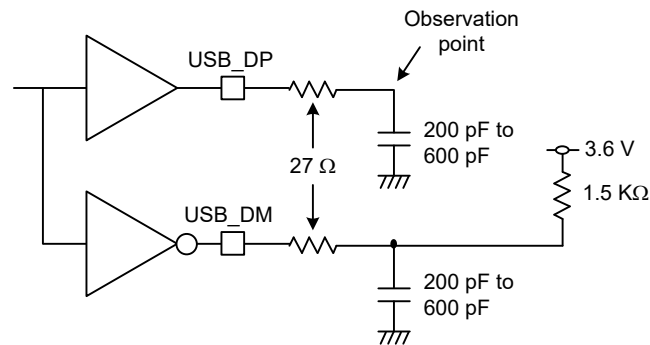 Observation
point
USB_DP
200 pF to
600 pF
3.6 V
27 Ω
1.5 KΩ
USB_DM
200 pF to
600 pF